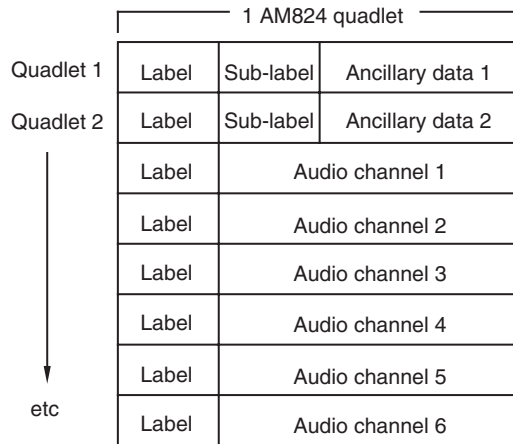 1 AM824 quadlet
Quadlet 1 Label Sub-label Ancillary data 1
Quadlet 2 Label Sub-label Ancillary data 2
Label Audio channel 1
Label Audio channel 2
Label Audio channel 3
Label Audio channel 4
Label Audio channel 5
etc Label Audio channel 6